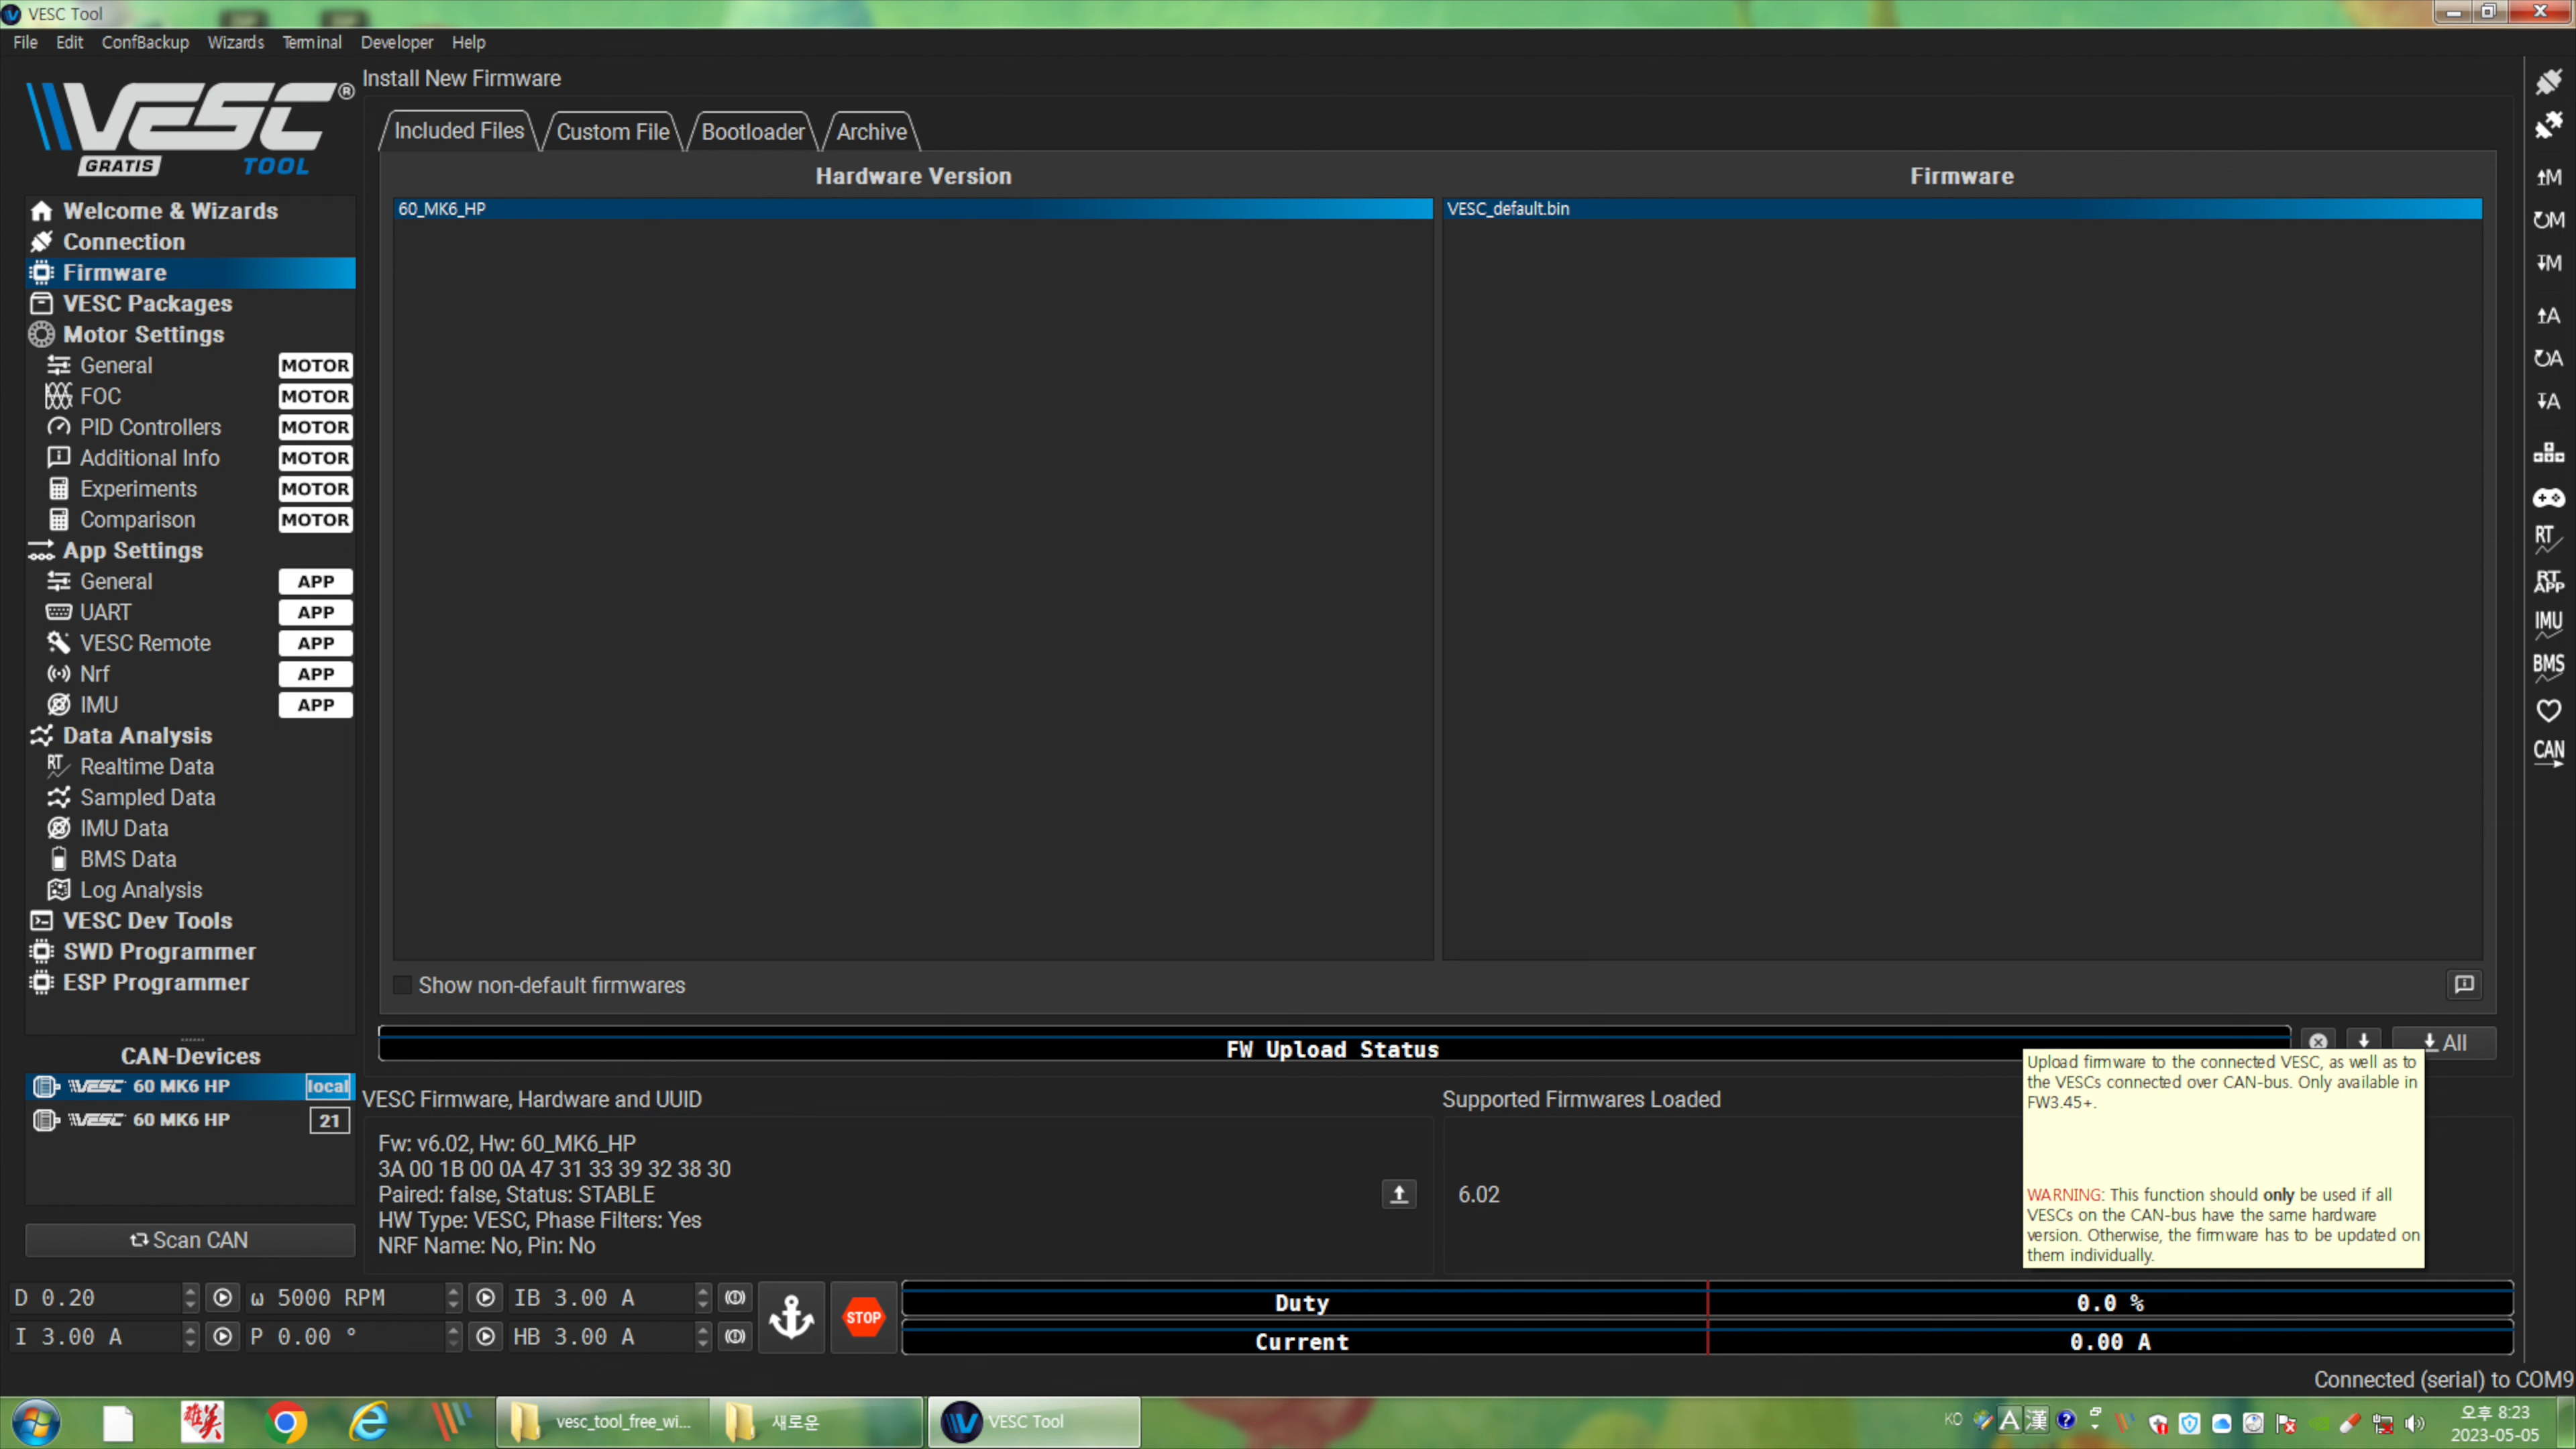 VESC Tool
File Edit ConfBackup Wizards Terminal Developer Help
VESC®
GRATIS TOOL
Install New Firmware
Included Files Custom File Bootloader Archive
Hardware Version Firmware
60_MK6_HP VESC_default.bin
Welcome & Wizards
Connection
Firmware
VESC Packages
Motor Settings
General MOTOR
FOC MOTOR
PID Controllers MOTOR
Additional Info MOTOR
Experiments MOTOR
Comparison MOTOR
App Settings
General APP
UART APP
VESC Remote APP
Nrf APP
IMU APP
Data Analysis
RT Realtime Data
Sampled Data
IMU Data
BMS Data
Log Analysis
VESC Dev Tools
SWD Programmer
ESP Programmer
Show non-default firmwares
M
M
M
A
A
A
RT
RT
APP
IMU
BMS
CAN
FW Upload Status
All
CAN-Devices
VESC 60 MK6 HP local
VESC 60 MK6 HP 21
Scan CAN
VESC Firmware, Hardware and UUID
Fw: v6.02, Hw: 60_MK6_HP
3A 00 1B 00 0A 47 31 33 39 32 38 30
Paired: false, Status: STABLE
HW Type: VESC, Phase Filters: Yes
NRF Name: No, Pin: No
Supported Firmwares Loaded
6.02
Upload firmware to the connected VESC, as well as to
the VESCs connected over CAN-bus. Only available in
FW3.45+.
WARNING: This function should only be used if all
VESCs on the CAN-bus have the same hardware
version. Otherwise, the firmware has to be updated on
them individually.
D 0.20 ω 5000 RPM IB 3.00 A
I 3.00 A P 0.00 ° HB 3.00 A
STOP
Duty 0.0 %
Current 0.00 A
Connected (serial) to COM9
vesc_tool_free_wi... 새로운 VESC Tool
KO A 漢
오후 8:23
2023-05-05